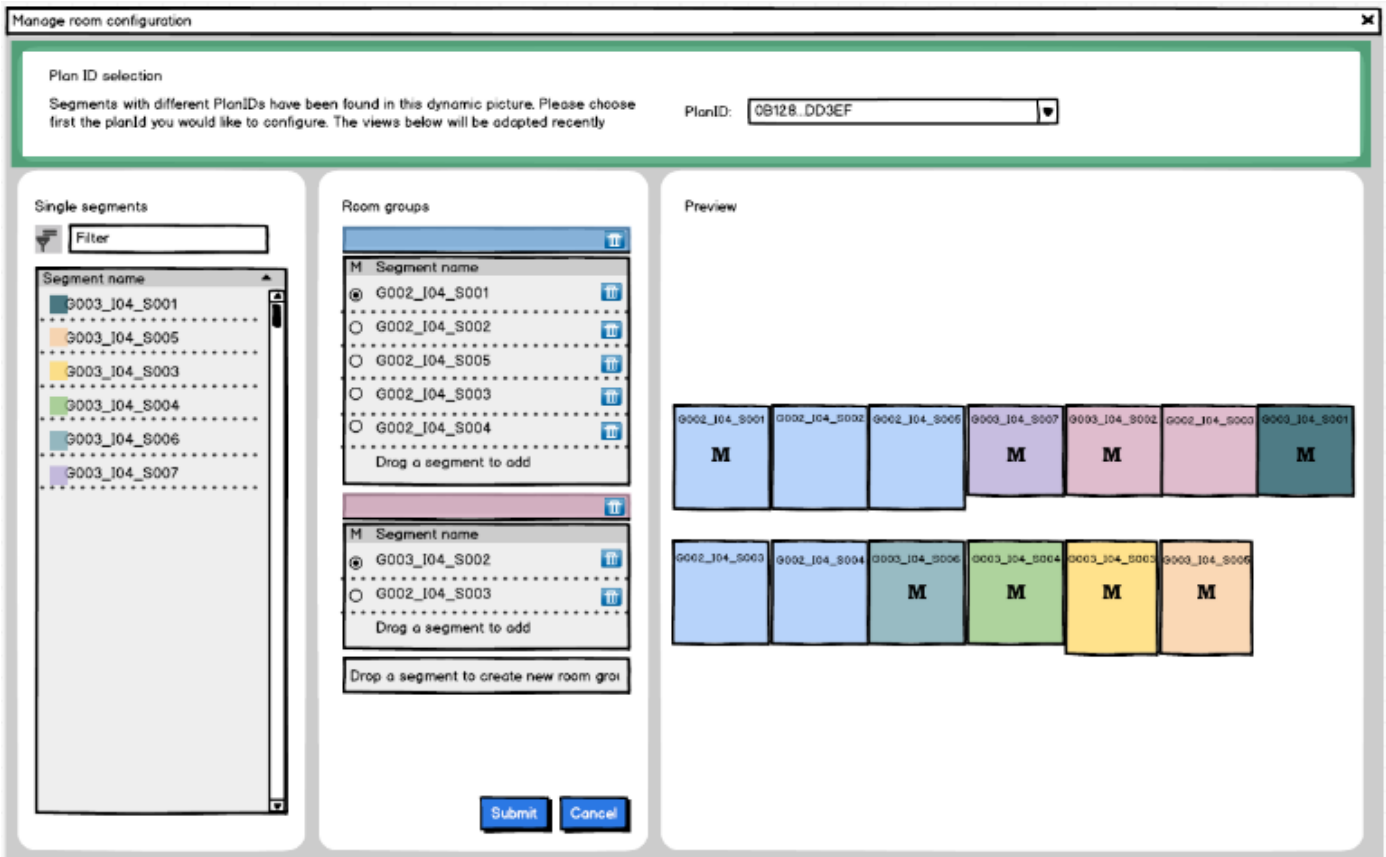 Manage room configuration
Plan ID selection
Segments with different PlanIDs have been found in this dynamic picture. Please choose
first the planId you would like to configure. The views below will be adapted recently
PlanID: 0B128...DD3EF
Single segments
Filter
Segment name
G003_I04_S001
G003_I04_S005
G003_I04_S003
G003_I04_S004
G003_I04_S006
G003_I04_S007
Room groups
M Segment name
G002_I04_S001
G002_I04_S002
G002_I04_S005
G002_I04_S003
G002_I04_S004
Drag a segment to add
M Segment name
G003_I04_S002
G002_I04_S003
Drag a segment to add
Drop a segment to create new room grou
Submit Cancel
Preview
G002_I04_S001 G002_I04_S002 G002_I04_S005 G003_I04_S007 G003_I04_S002 G002_I04_S003 G003_I04_S001
M M M M
G002_I04_S003 G002_I04_S004 G003_I04_S006 G003_I04_S004 G003_I04_S003 G003_I04_S005
M M M M